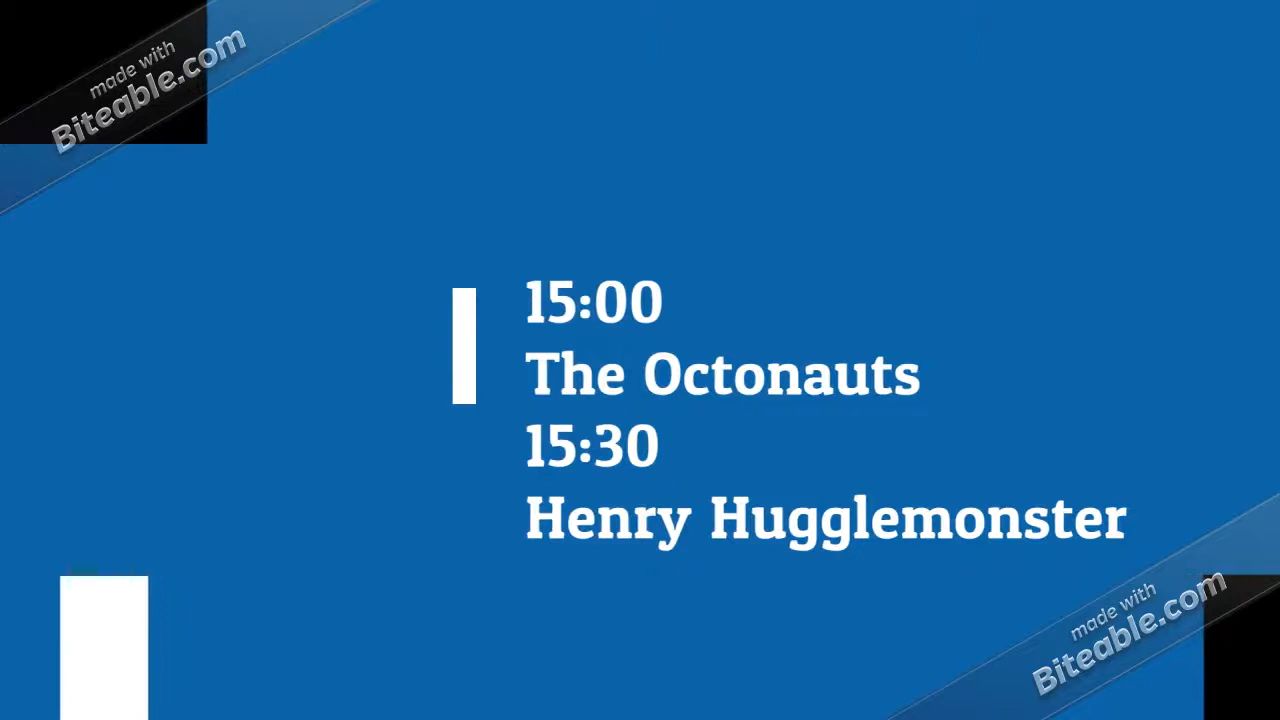 made with
Biteable.com
15:00
The Octonauts
15:30
Henry Hugglemonster
made with
Biteable.com